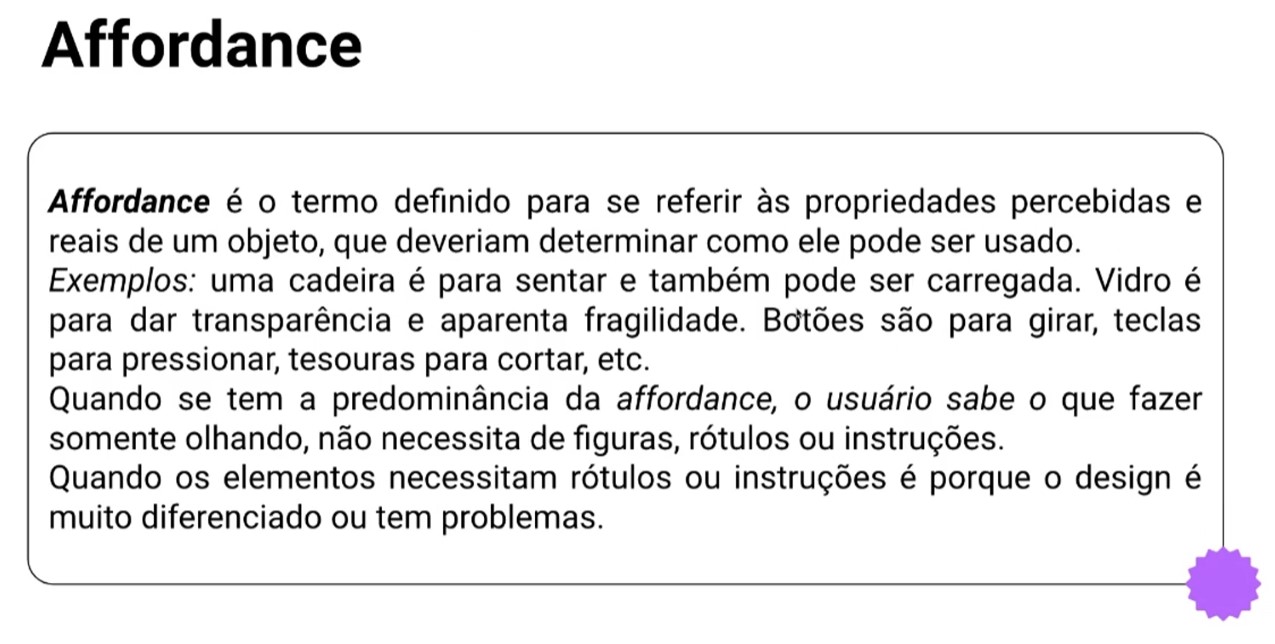 Affordance
Affordance é o termo definido para se referir às propriedades percebidas e
reais de um objeto, que deveriam determinar como ele pode ser usado.
Exemplos: uma cadeira é para sentar e também pode ser carregada. Vidro é
para dar transparência e aparenta fragilidade. Botões são para girar, teclas
para pressionar, tesouras para cortar, etc.
Quando se tem a predominância da affordance, o usuário sabe o que fazer
somente olhando, não necessita de figuras, rótulos ou instruções.
Quando os elementos necessitam rótulos ou instruções é porque o design é
muito diferenciado ou tem problemas.